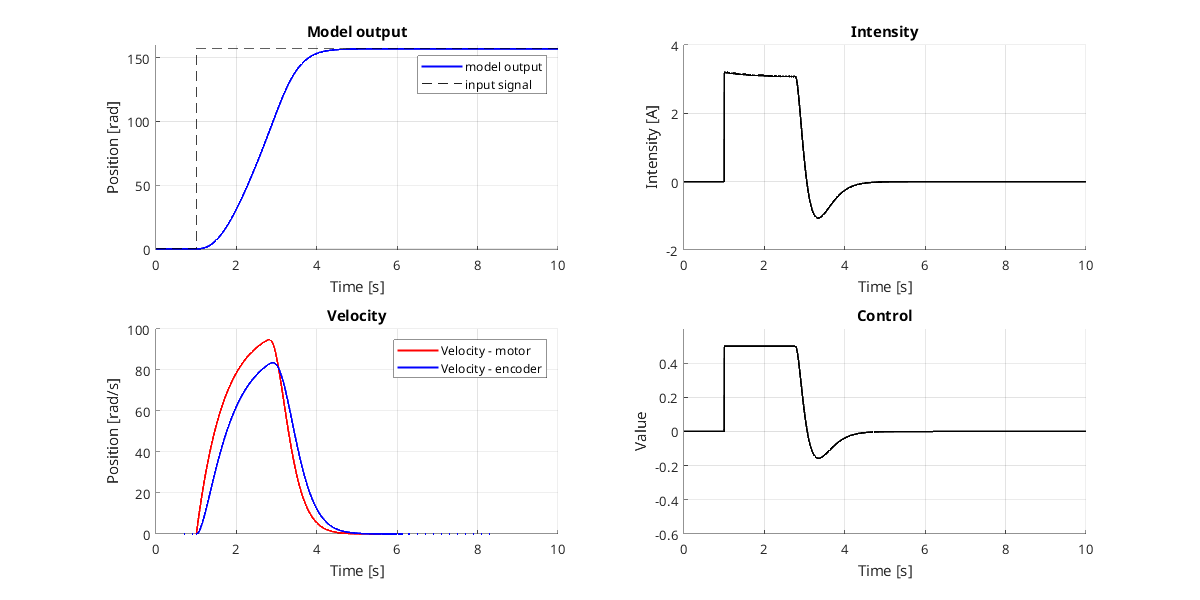 Model output
Position [rad]
150
100
50
0
model output
input signal
0 2 4 6 8 10
Time [s]
Intensity
Intensity [A]
4
2
0
-2
0 2 4 6 8 10
Time [s]
Velocity
Position [rad/s]
100
80
60
40
20
0
Velocity - motor
Velocity - encoder
0 2 4 6 8 10
Time [s]
Control
Value
0.4
0.2
0
-0.2
-0.4
-0.6
0 2 4 6 8 10
Time [s]